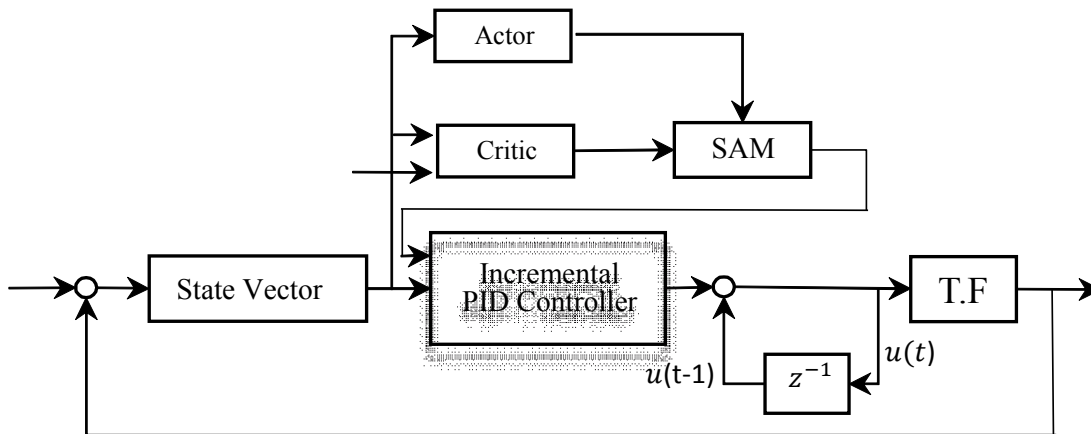 Actor
Critic
SAM
State Vector
Incremental
PID Controller
T.F
u(t-1)
z⁻¹
u(t)